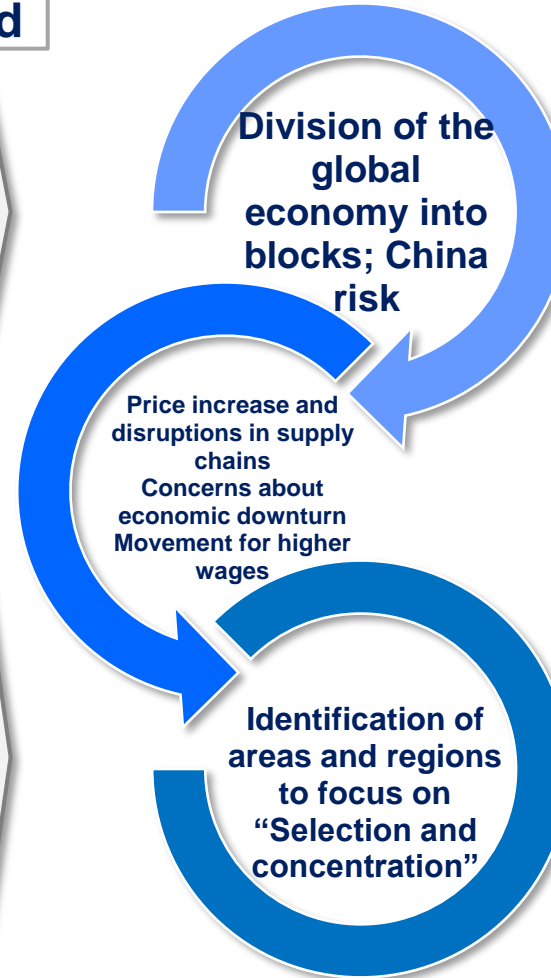 d
Division of the
global
economy into
blocks; China
risk
Price increase and
disruptions in supply
chains
Concerns about
economic downturn
Movement for higher
wages
Identification of
areas and regions
to focus on
“Selection and
concentration”